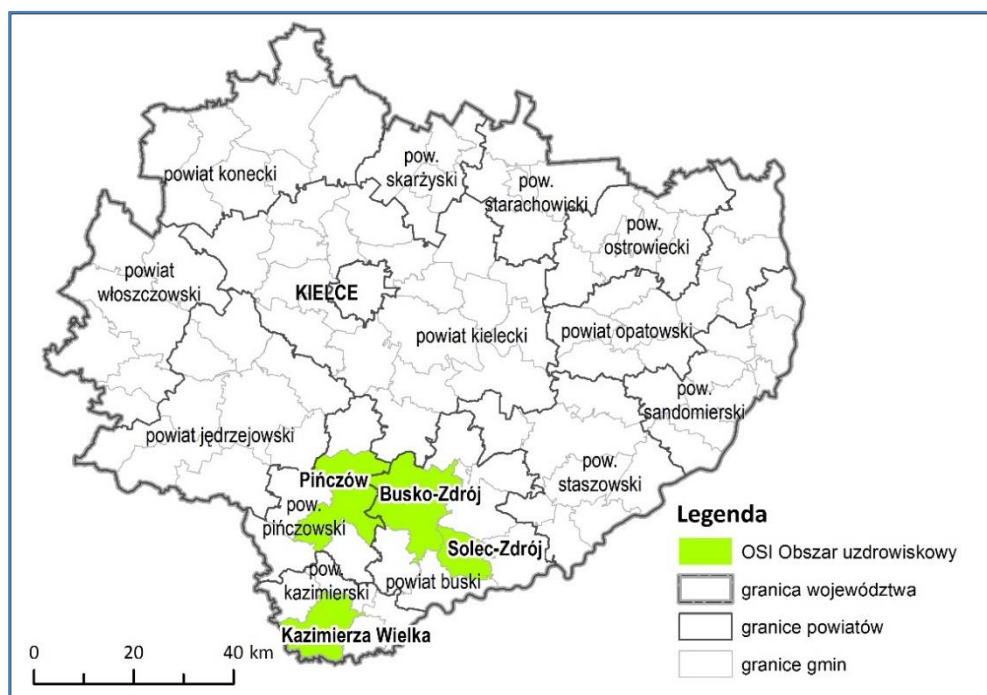 powiat konecki
pow.
skarżyski
pow.
starachowicki
pow.
ostrowiecki
powiat
włoszczowski
KIELCE
powiat kielecki
powiat opatowski
pow.
sandomierski
powiat jędrzejowski
pow.
staszowski
Pińczów
Busko-Zdrój
pow.
pińczowski
Solec-Zdrój
powiat buski
pow.
kazimierski
Kazimierza Wielka
0 20 40 km
Legenda
OSI Obszar uzdrowiskowy
granica województwa
granice powiatów
granice gmin